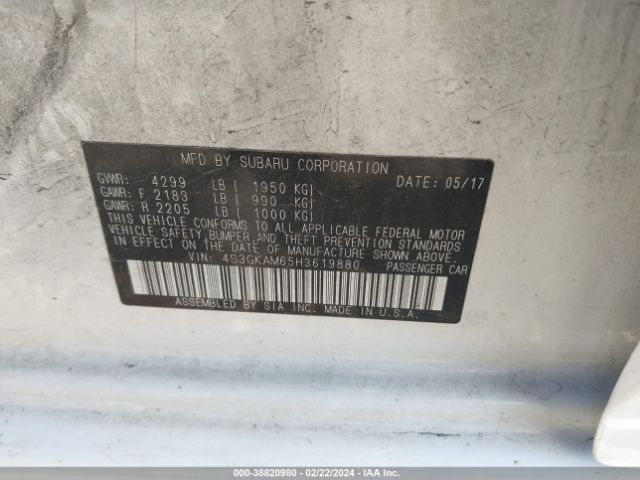 MFD BY SUBARU CORPORATION
GVWR: 4299 LB ( 1950 KG) DATE: 05/17
GAWR: F 2183 LB ( 990 KG)
GAWR: R 2205 LB ( 1000 KG)
THIS VEHICLE CONFORMS TO ALL APPLICABLE FEDERAL MOTOR
VEHICLE SAFETY, BUMPER, AND THEFT PREVENTION STANDARDS
IN EFFECT ON THE DATE OF MANUFACTURE SHOWN ABOVE.
VIN: 4S3GKAM65H3619880 PASSENGER CAR
ASSEMBLED BY SIA INC. MADE IN U.S.A.
000-38820980 - 02/22/2024 - IAA, Inc.